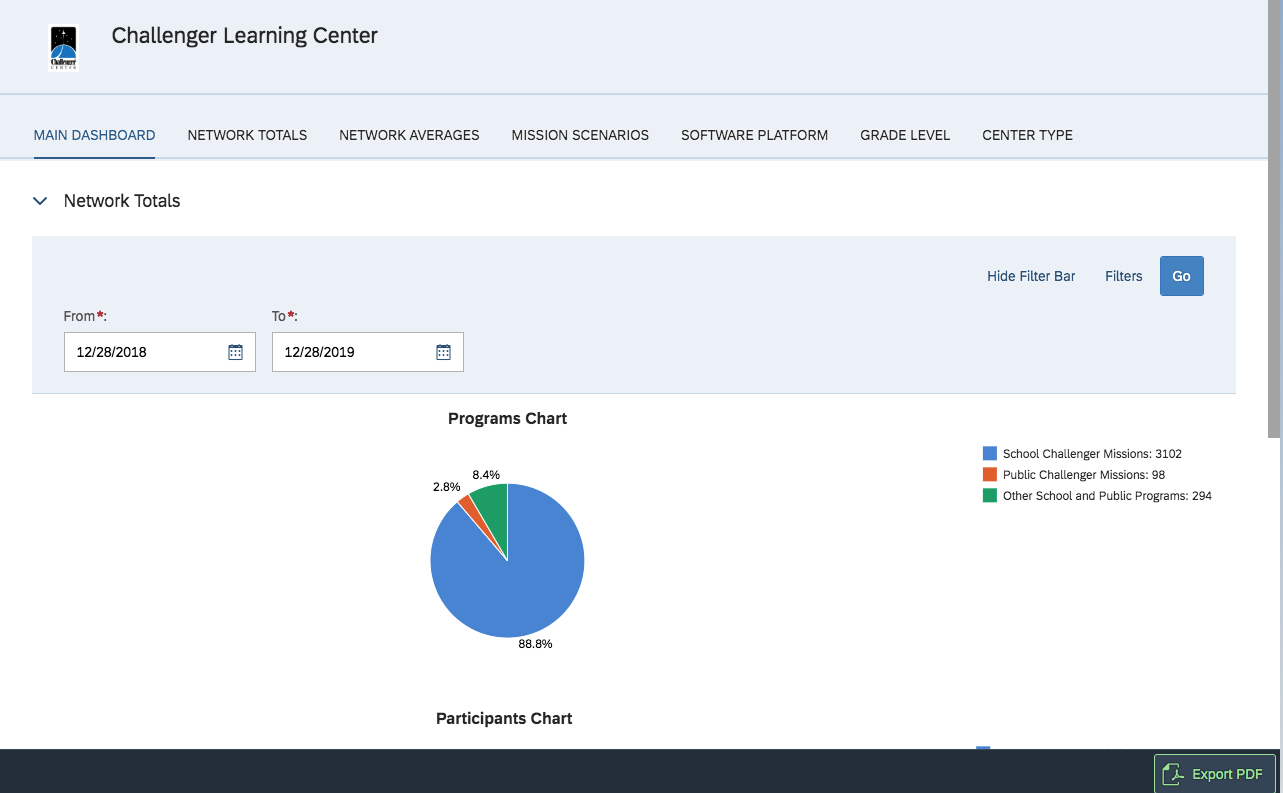 Challenger Learning Center
Challenger
CENTER
MAIN DASHBOARD NETWORK TOTALS NETWORK AVERAGES MISSION SCENARIOS SOFTWARE PLATFORM GRADE LEVEL CENTER TYPE
Network Totals
Hide Filter Bar Filters Go
From*: To*:
12/28/2018 12/28/2019
Programs Chart
School Challenger Missions: 3102
Public Challenger Missions: 98
Other School and Public Programs: 294
8.4%
2.8%
88.8%
Participants Chart
Export PDF